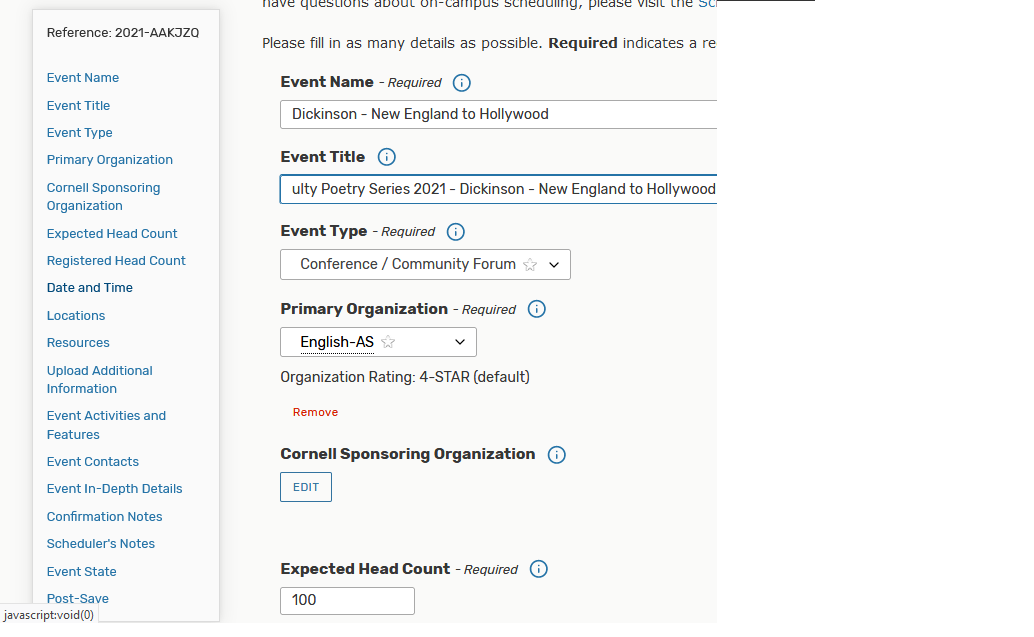 have questions about on-campus scheduling, please visit the Sc
Reference: 2021-AAKJZQ
Please fill in as many details as possible. Required indicates a re
Event Name
Event Title
Event Type
Primary Organization
Cornell Sponsoring
Organization
Expected Head Count
Registered Head Count
Date and Time
Locations
Resources
Upload Additional
Information
Event Activities and
Features
Event Contacts
Event In-Depth Details
Confirmation Notes
Scheduler's Notes
Event State
Post-Save
javascript:void(0)
Event Name - Required
Dickinson - New England to Hollywood
Event Title
ulty Poetry Series 2021 - Dickinson - New England to Hollywood
Event Type - Required
Conference / Community Forum
Primary Organization - Required
English-AS
Organization Rating: 4-STAR (default)
Remove
Cornell Sponsoring Organization
EDIT
Expected Head Count - Required
100